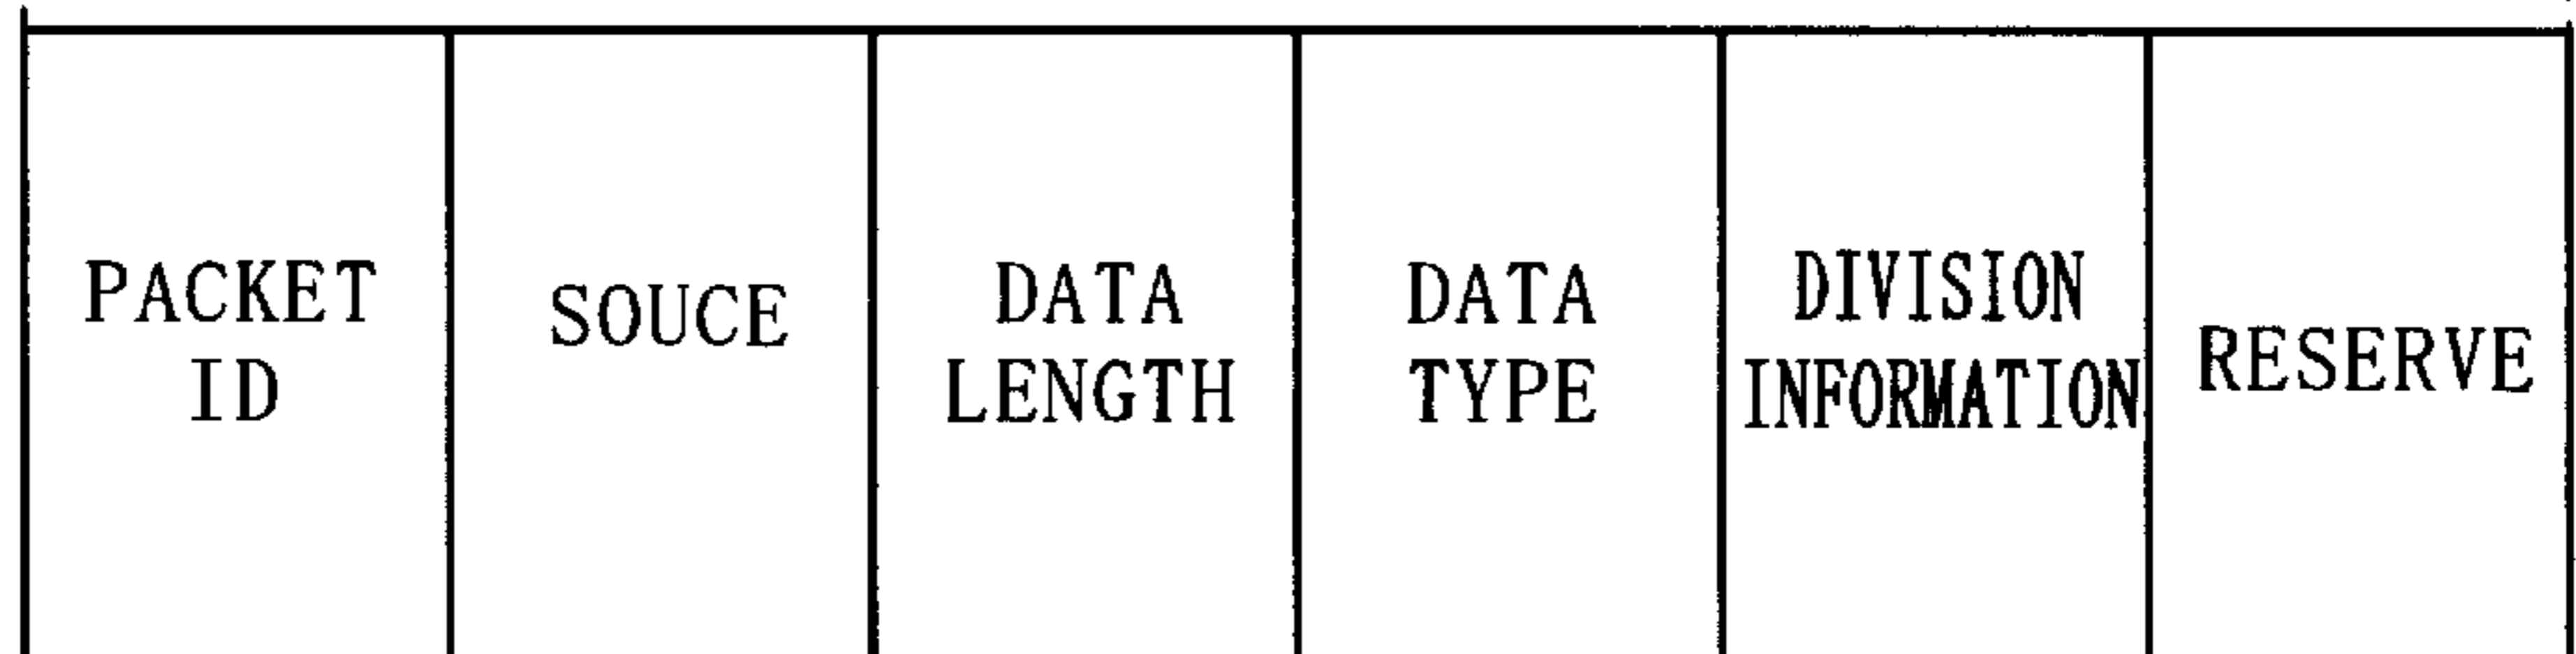 PACKET
ID
SOUCE
DATA
LENGTH
DATA
TYPE
DIVISION
INFORMATION
RESERVE